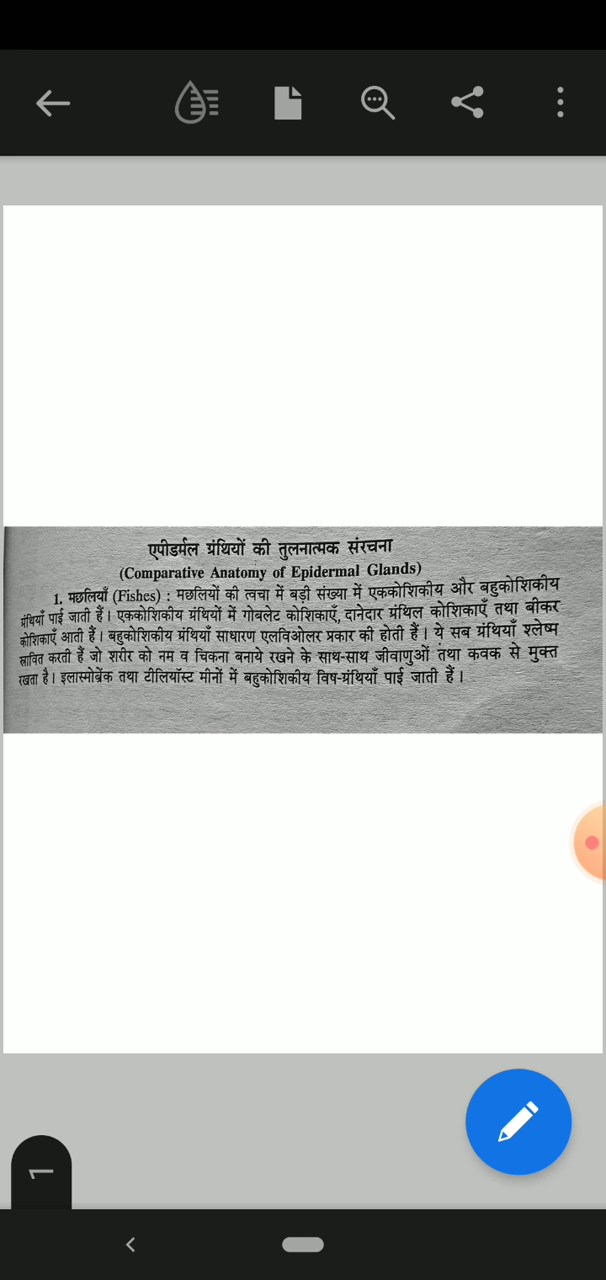 एपीडर्मल ग्रंथियों की तुलनात्मक संरचना
(Comparative Anatomy of Epidermal Glands)
1. मछलियाँ (Fishes) : मछलियों की त्वचा में बड़ी संख्या में एककोशिकीय और बहुकोशिकीय
ग्रंथियाँ पाई जाती हैं। एककोशिकीय ग्रंथियों में गोबलेट कोशिकाएँ, दानेदार ग्रंथिल कोशिकाएँ तथा बीकर
कोशिकाएँ आती हैं। बहुकोशिकीय ग्रंथियाँ साधारण एलविओलर प्रकार की होती हैं। ये सब ग्रंथियाँ श्लेष्म
स्रावित करती हैं जो शरीर को नम व चिकना बनाये रखने के साथ-साथ जीवाणुओं तथा कवक से मुक्त
रखता है। इलास्मोब्रेंक तथा टीलियॉस्ट मीनों में बहुकोशिकीय विष-ग्रंथियाँ पाई जाती हैं।
1